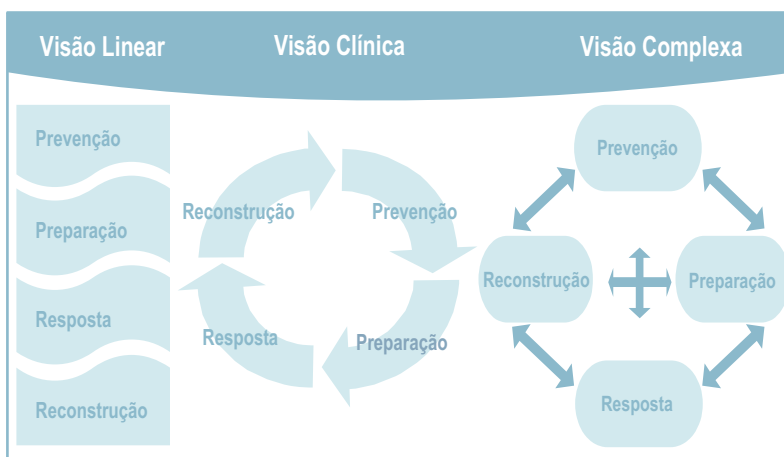 Visão Linear
Visão Clínica
Visão Complexa
Prevenção
Preparação
Resposta
Reconstrução
Reconstrução
Prevenção
Resposta
Preparação
Prevenção
Reconstrução
Preparação
Resposta